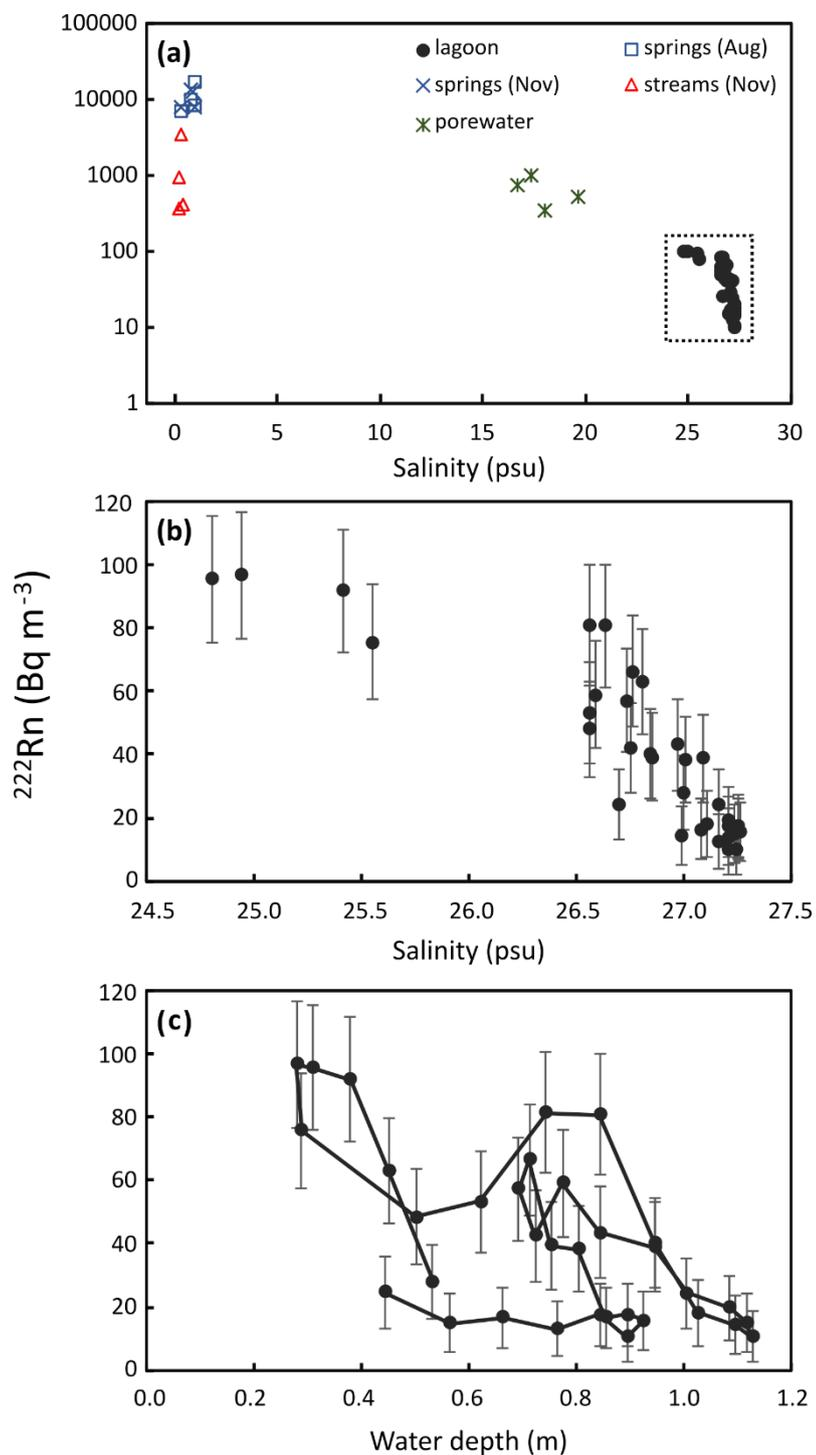 100000
(a)
lagoon
springs (Aug)
springs (Nov)
streams (Nov)
porewater
10000
1000
100
10
1
0 5 10 15 20 25 30
Salinity (psu)
²²²Rn (Bq m⁻³)
120
(b)
100
80
60
40
20
0
24.5 25.0 25.5 26.0 26.5 27.0 27.5
Salinity (psu)
120
(c)
100
80
60
40
20
0
0.0 0.2 0.4 0.6 0.8 1.0 1.2
Water depth (m)